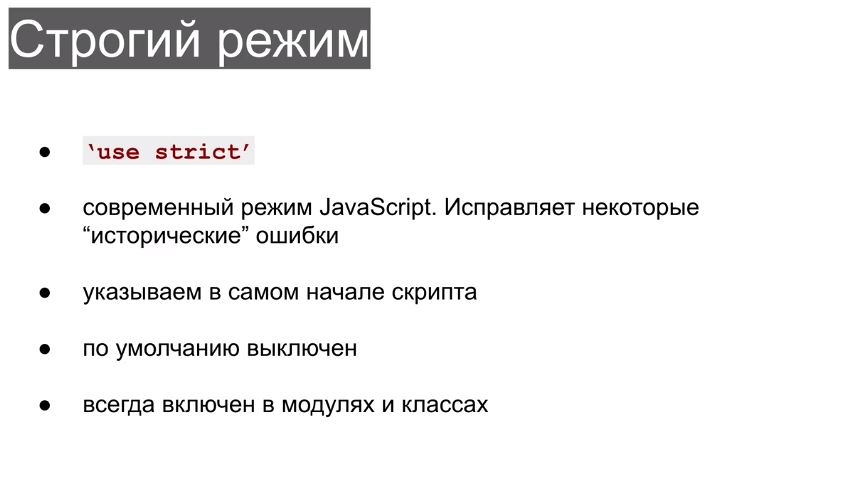 Строгий режим
● ‘use strict’
● современный режим JavaScript. Исправляет некоторые
“исторические” ошибки
● указываем в самом начале скрипта
● по умолчанию выключен
● всегда включен в модулях и классах